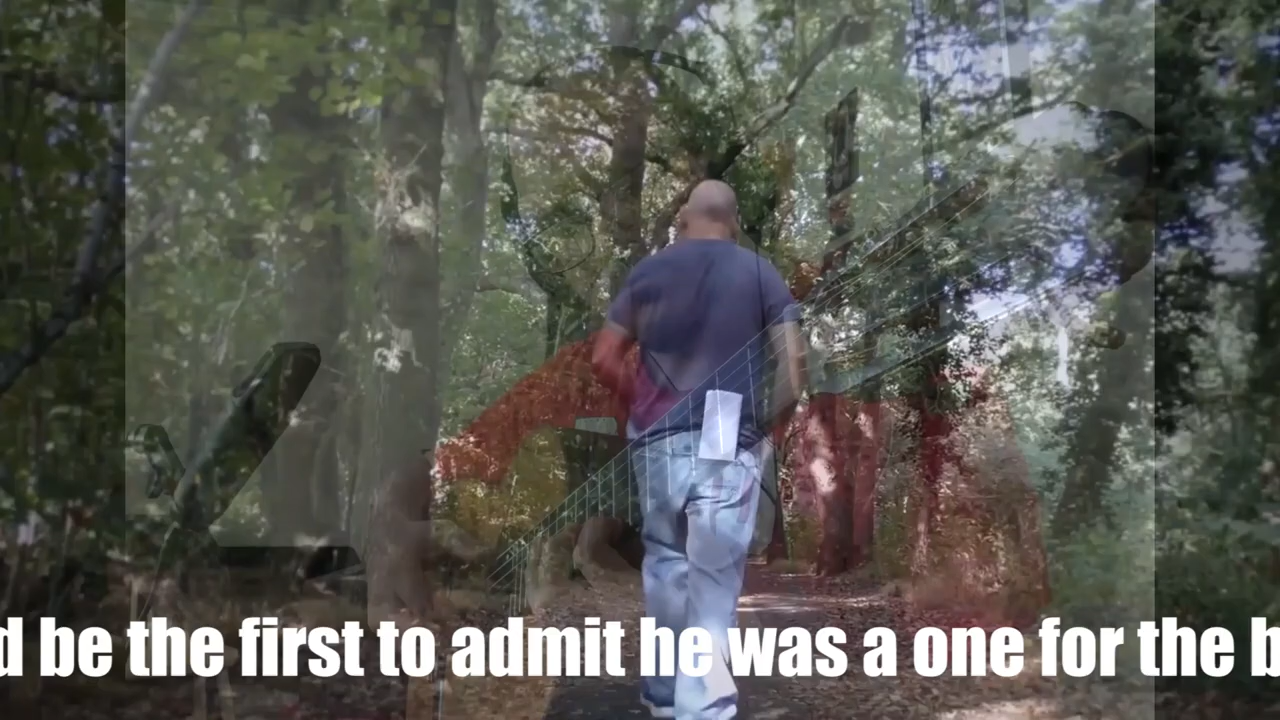 d be the first to admit he was a one for the b